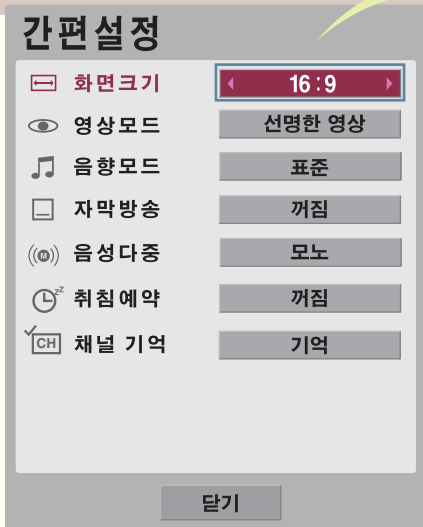 간편설정
화면크기 16:9
영상모드 선명한 영상
음향모드 표준
자막방송 꺼짐
음성다중 모노
취침예약 꺼짐
채널 기억 기억
닫기